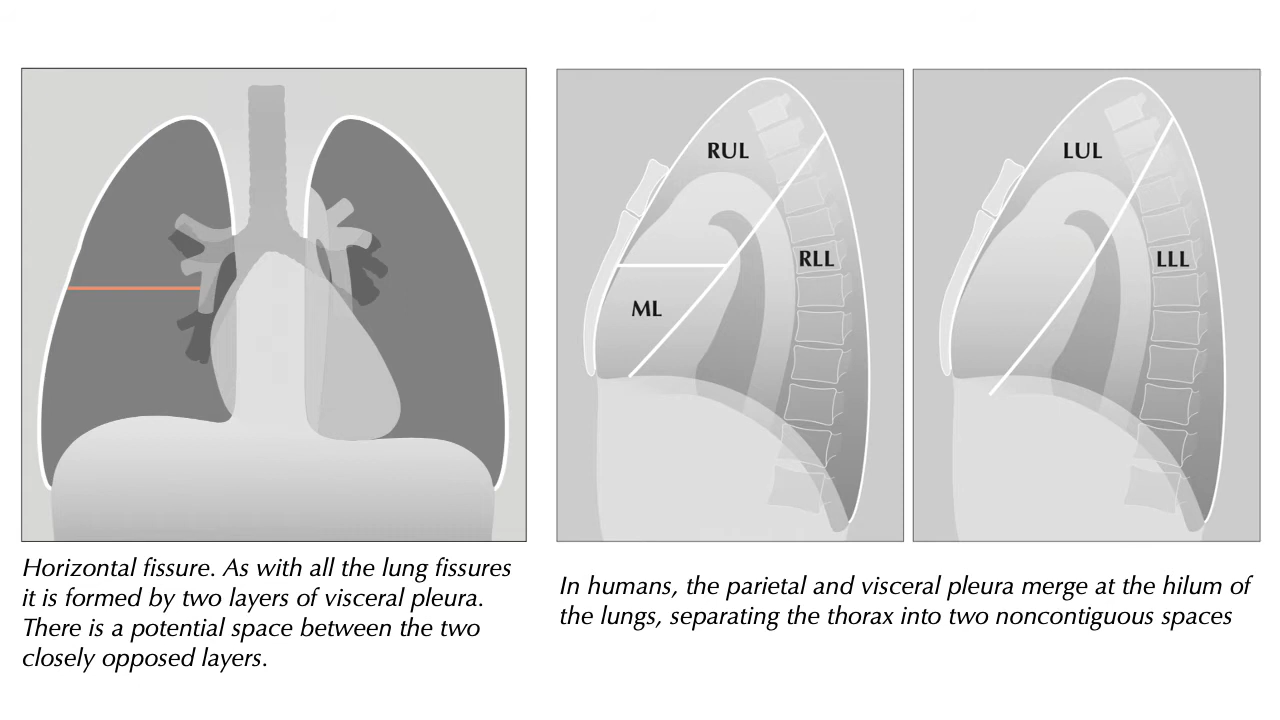 RUL
RLL
ML
LUL
LLL
Horizontal fissure. As with all the lung fissures
it is formed by two layers of visceral pleura.
There is a potential space between the two
closely opposed layers.
In humans, the parietal and visceral pleura merge at the hilum of
the lungs, separating the thorax into two noncontiguous spaces